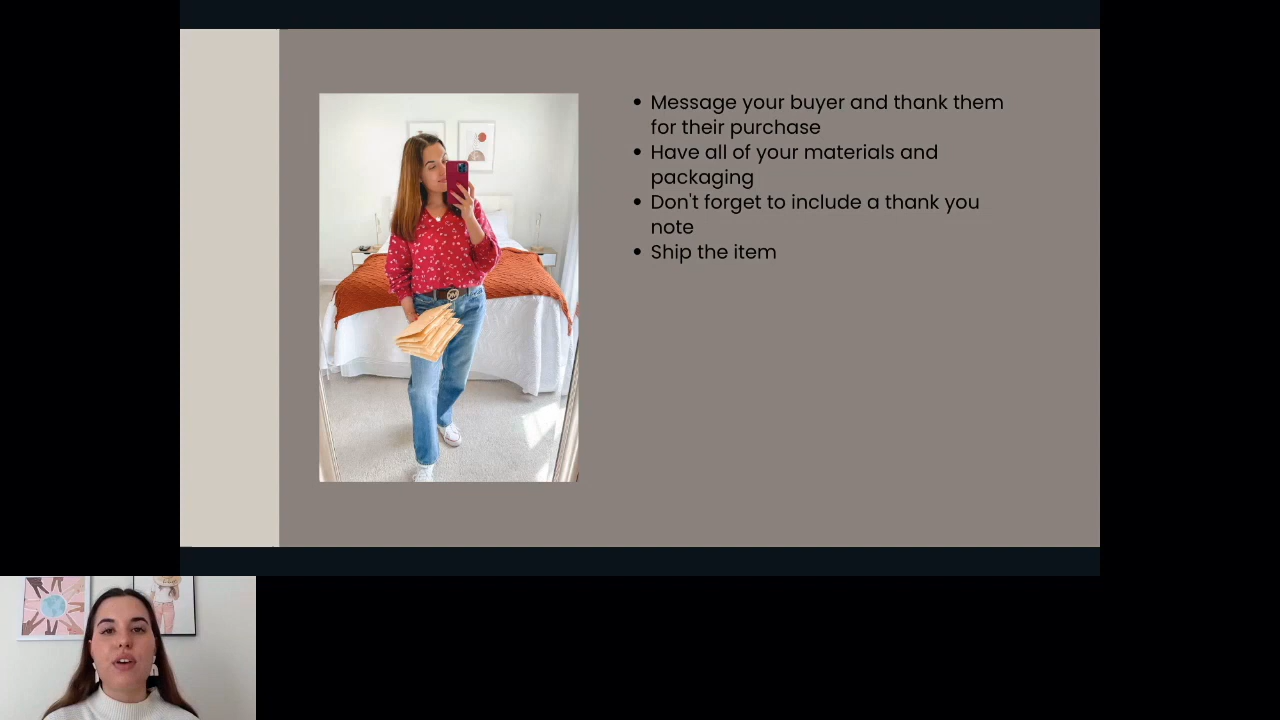 • Message your buyer and thank them
for their purchase
• Have all of your materials and
packaging
• Don't forget to include a thank you
note
• Ship the item